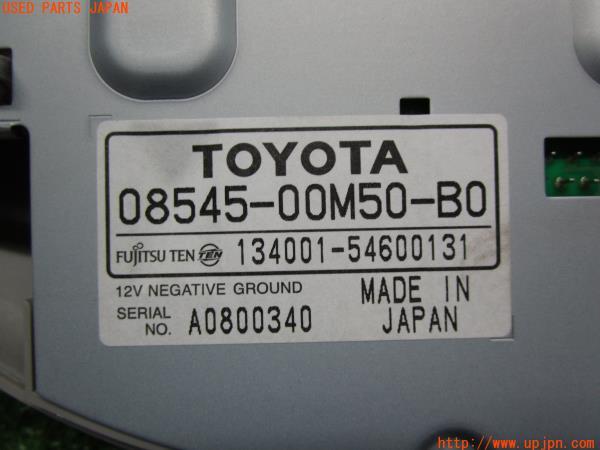 USED PARTS JAPAN
TOYOTA
08545-00M50-B0
FUJITSU TEN TEN 134001-54600131
12V NEGATIVE GROUND
MADE IN JAPAN
SERIAL NO. A0800340
http://www.upjpn.com/